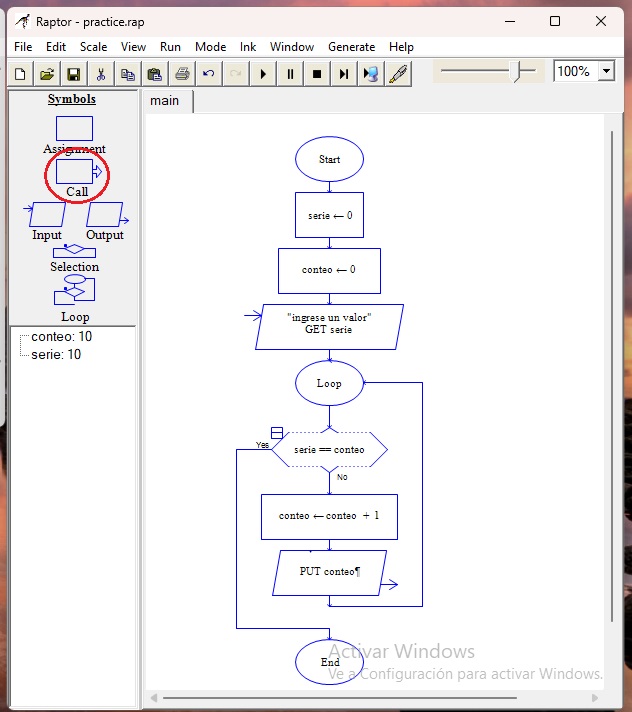 Raptor - practice.rap
File Edit Scale View Run Mode Ink Window Generate Help
100%
Symbols
Assignment
Call
Input Output
Selection
Loop
conteo: 10
serie: 10
main
Start
serie ← 0
conteo ← 0
"ingrese un valor"
GET serie
Loop
Yes
serie == conteo
No
conteo ← conteo + 1
PUT conteo¶
End
Activar Windows
Ve a Configuración para activar Windows.